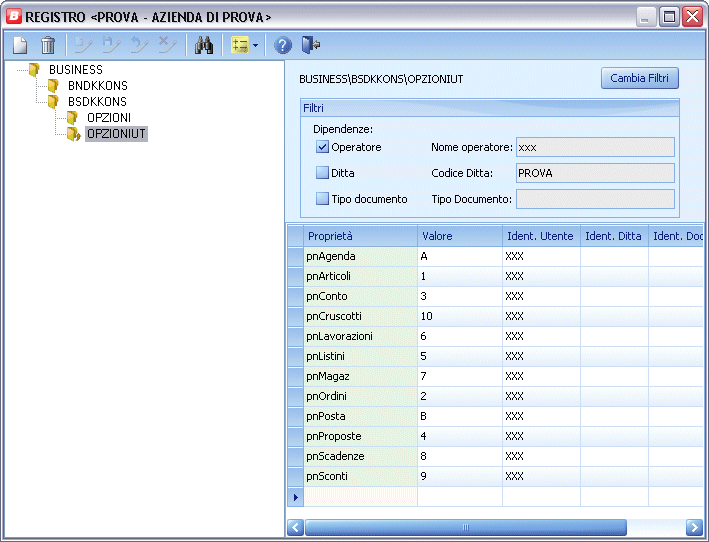 B REGISTRO <PROVA - AZIENDA DI PROVA>
BUSINESS
BNDKKONS
BSDKKONS
OPZIONI
OPZIONIUT
BUSINESS\BSDKKONS\OPZIONIUT
Cambia Filtri
Filtri
Dipendenze:
Operatore Nome operatore: xxx
Ditta Codice Ditta: PROVA
Tipo documento Tipo Documento:
Proprietà Valore Ident. Utente Ident. Ditta Ident. Doc
pnAgenda A XXX
pnArticoli 1 XXX
pnConto 3 XXX
pnCruscotti 10 XXX
pnLavorazioni 6 XXX
pnListini 5 XXX
pnMagaz 7 XXX
pnOrdini 2 XXX
pnPosta B XXX
pnProposte 4 XXX
pnScadenze 8 XXX
pnSconti 9 XXX